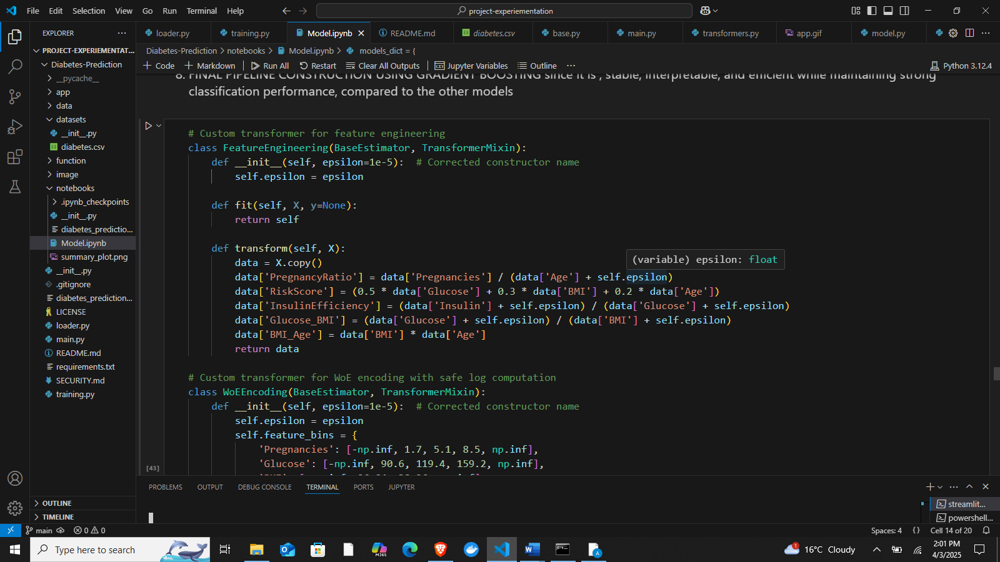 File Edit Selection View Go Run Terminal Help
project-experiementation
EXPLORER
loader.py training.py Model.ipynb README.md diabetes.csv base.py main.py transformers.py app.gif model.py
PROJECT-EXPERIEMENTAT...
Diabetes-Prediction > notebooks > Model.ipynb > models_dict = {
Diabetes-Prediction
+ Code + Markdown Run All Restart Clear All Outputs Jupyter Variables Outline ... Python 3.12.4
__pycache__
app
data
datasets
__init__.py
diabetes.csv
function
image
notebooks
.ipynb_checkpoints
__init__.py
diabetes_predictio...
Model.ipynb
summary_plot.png
__init__.py
.gitignore
diabetes_prediction...
LICENSE
loader.py
main.py
README.md
requirements.txt
SECURITY.md
training.py
OUTLINE
TIMELINE
8. FINAL PIPELINE CONSTRUCTION USING GRADIENT BOOSTING since it is , stable, interpretable, and efficient while maintaining strong
classification performance, compared to the other models
# Custom transformer for feature engineering
class FeatureEngineering(BaseEstimator, TransformerMixin):
def __init__(self, epsilon=1e-5): # Corrected constructor name
self.epsilon = epsilon
def fit(self, X, y=None):
return self
def transform(self, X):
(variable) epsilon: float
data = X.copy()
data['PregnancyRatio'] = data['Pregnancies'] / (data['Age'] + self.epsilon)
data['RiskScore'] = (0.5 * data['Glucose'] + 0.3 * data['BMI'] + 0.2 * data['Age'])
data['InsulinEfficiency'] = (data['Insulin'] + self.epsilon) / (data['Glucose'] + self.epsilon)
data['Glucose_BMI'] = (data['Glucose'] + self.epsilon) / (data['BMI'] + self.epsilon)
data['BMI_Age'] = data['BMI'] * data['Age']
return data
# Custom transformer for WoE encoding with safe log computation
class WoEEncoding(BaseEstimator, TransformerMixin):
def __init__(self, epsilon=1e-5): # Corrected constructor name
self.epsilon = epsilon
self.feature_bins = {
'Pregnancies': [-np.inf, 1.7, 5.1, 8.5, np.inf],
'Glucose': [-np.inf, 90.6, 119.4, 159.2, np.inf],
[43]
PROBLEMS OUTPUT DEBUG CONSOLE TERMINAL PORTS JUPYTER
streamlit...
powershell...
main 0 0 Spaces: 4 {} Cell 14 of 20
Type here to search
M365
1
16°C Cloudy
2:01 PM
4/3/2025